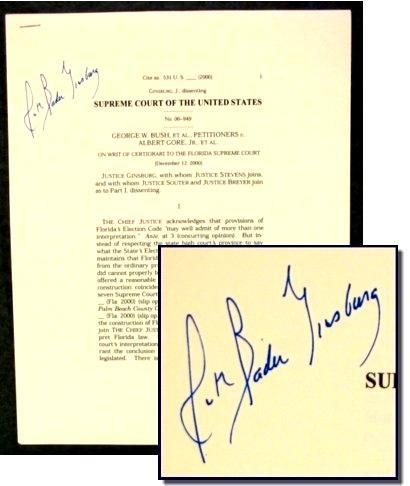 Ruth Bader Ginsburg
Cite as: 531 U. S. ___ (2000) 1
GINSBURG, J., dissenting
SUPREME COURT OF THE UNITED STATES
No. 00–949
GEORGE W. BUSH, ET AL., PETITIONERS v.
ALBERT GORE, JR., ET AL.
ON WRIT OF CERTIORARI TO THE FLORIDA SUPREME COURT
[December 12, 2000]
JUSTICE GINSBURG, with whom JUSTICE STEVENS joins,
and with whom JUSTICE SOUTER and JUSTICE BREYER join
as to Part I, dissenting.
I
THE CHIEF JUSTICE acknowledges that provisions of
Florida's Election Code "may well admit of more than one
interpretation." Ante, at 3 (concurring opinion). But in-
stead of respecting the state high court's province to say
what the State's Elect
maintains that Florid
from the ordinary pr
did cannot properly b
offered a reasonable
construction coincide
seven Supreme Court
__ (Fla. 2000) (slip op
Palm Beach County C
__ (Fla. 2000) (slip op
the construction of Fl
join THE CHIEF JUST
pret Florida law
court's interpretation
rant the conclusion
legislated. There is
Ruth Bader Ginsburg
SU